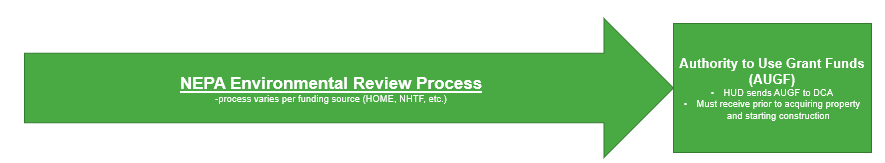 NEPA Environmental Review Process
-process varies per funding source (HOME, NHTF, etc.)
Authority to Use Grant Funds
(AUGF)
• HUD sends AUGF to DCA
• Must receive prior to acquiring property
and starting construction